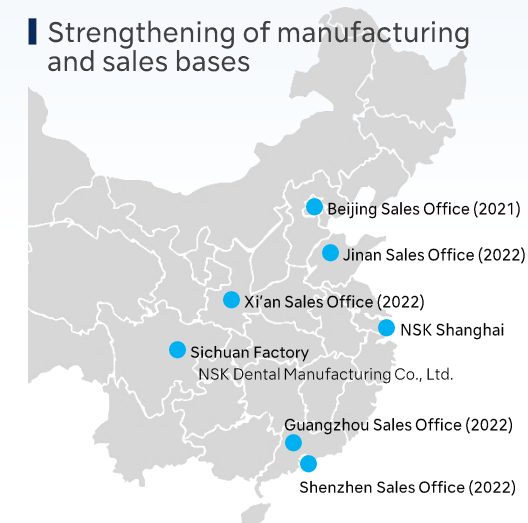 Strengthening of manufacturing
and sales bases
Beijing Sales Office (2021)
Jinan Sales Office (2022)
Xi’an Sales Office (2022)
NSK Shanghai
Sichuan Factory
NSK Dental Manufacturing Co., Ltd.
Guangzhou Sales Office (2022)
Shenzhen Sales Office (2022)